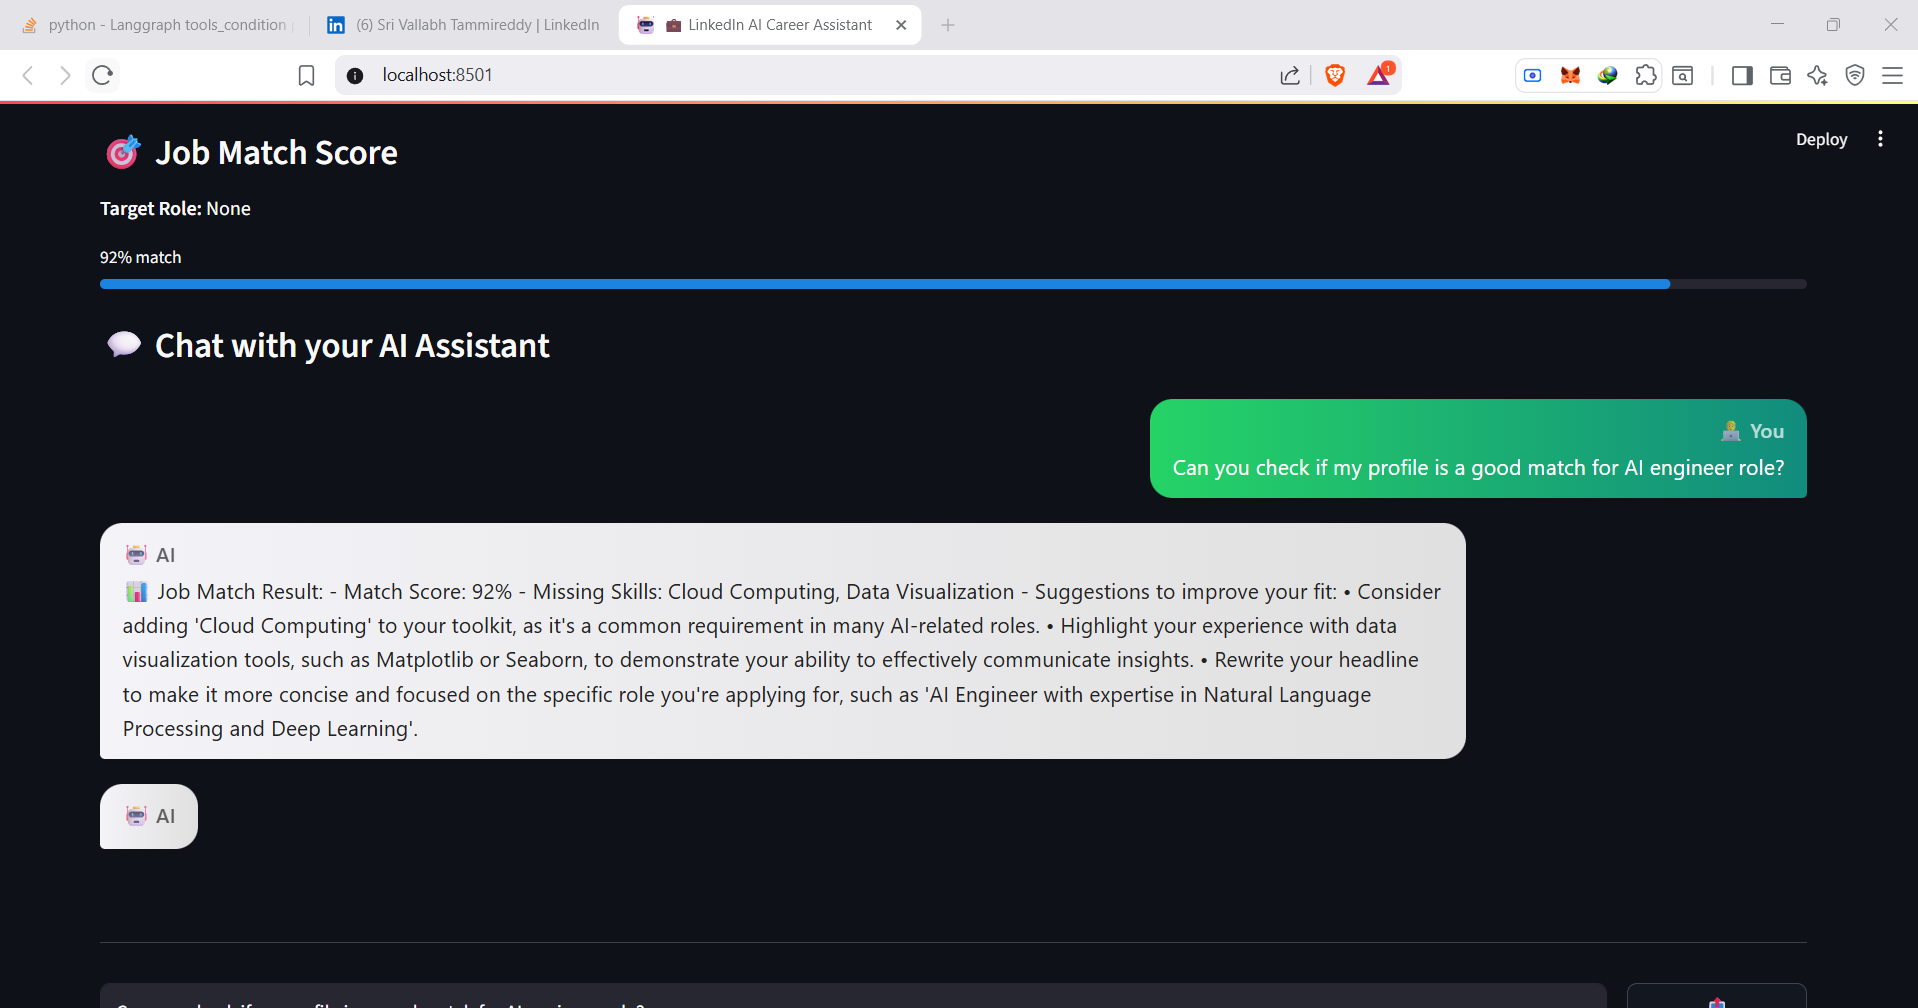 python - Langgraph tools_condition
(6) Sri Vallabh Tammireddy | LinkedIn
LinkedIn AI Career Assistant
localhost:8501
1
Deploy
Job Match Score
Target Role: None
92% match
Chat with your AI Assistant
You
Can you check if my profile is a good match for AI engineer role?
AI
Job Match Result: - Match Score: 92% - Missing Skills: Cloud Computing, Data Visualization - Suggestions to improve your fit: • Consider
adding 'Cloud Computing' to your toolkit, as it's a common requirement in many AI-related roles. • Highlight your experience with data
visualization tools, such as Matplotlib or Seaborn, to demonstrate your ability to effectively communicate insights. • Rewrite your headline
to make it more concise and focused on the specific role you're applying for, such as 'AI Engineer with expertise in Natural Language
Processing and Deep Learning'.
AI